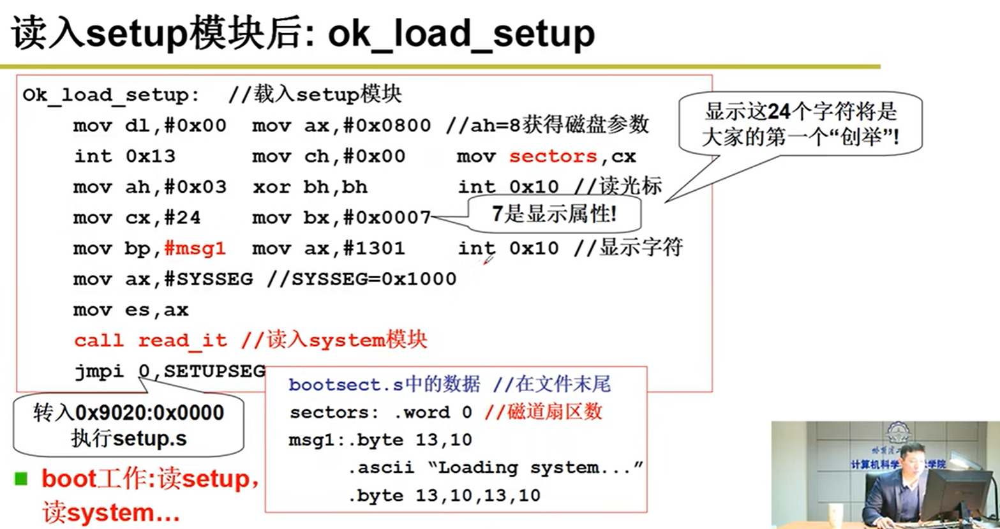 读入setup模块后: ok_load_setup
Ok_load_setup: //载入setup模块
mov dl,#0x00 mov ax,#0x0800 //ah=8获得磁盘参数
int 0x13 mov ch,#0x00 mov sectors,cx
mov ah,#0x03 xor bh,bh int 0x10 //读光标
mov cx,#24 mov bx,#0x0007
mov bp,#msg1 mov ax,#1301 int 0x10 //显示字符
mov ax,#SYSSEG //SYSSEG=0x1000
mov es,ax
call read_it //读入system模块
jmpi 0,SETUPSEG
显示这24个字符将是
大家的第一个“创举”!
7是显示属性!
转入0x9020:0x0000
执行setup.s
bootsect.s中的数据 //在文件末尾
sectors: .word 0 //磁道扇区数
msg1:.byte 13,10
.ascii “Loading system...”
.byte 13,10,13,10
boot工作:读setup,
读system...
计算机科学
学院